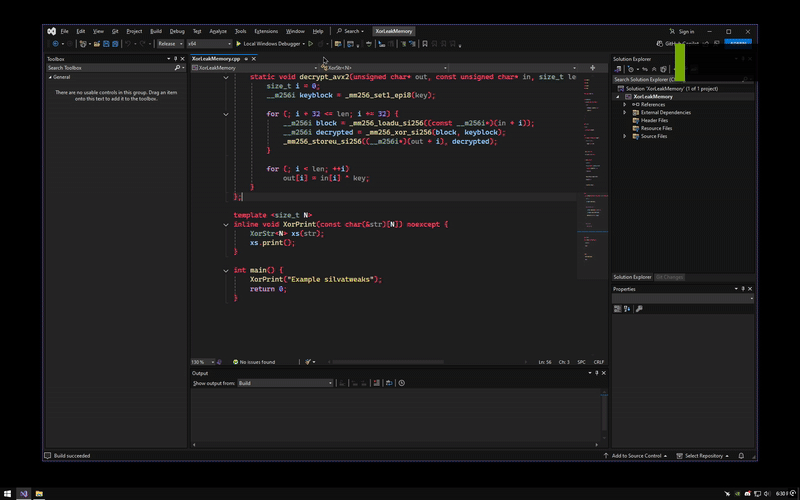 File Edit View Git Project Build Debug Test Analyze Tools Extensions Window Help Search XorLeakMemory Sign in
Release x64 Local Windows Debugger GitHub Copilot
Toolbox
Search Toolbox
General
There are no usable controls in this group. Drag an item onto this text to add it to the toolbox.
XorLeakMemory.cpp
XorLeakMemory XorStr<N>
static void decrypt_avx2(unsigned char* out, const unsigned char* in, size_t le
size_t i = 0;
__m256i keyblock = _mm256_set1_epi8(key);
for (; i + 32 <= len; i += 32) {
__m256i block = _mm256_loadu_si256((const __m256i*)(in + i));
__m256i decrypted = _mm256_xor_si256(block, keyblock);
_mm256_storeu_si256((__m256i*)(out + i), decrypted);
}
for (; i < len; ++i)
out[i] = in[i] ^ key;
}
};
template <size_t N>
inline void XorPrint(const char(&str)[N]) noexcept {
XorStr<N> xs(str);
xs.print();
}
int main() {
XorPrint("Example silvatweaks");
return 0;
}
130 % No issues found Ln: 56 Ch: 3 SPC CRLF
Output
Show output from: Build
Solution Explorer
Search Solution Explorer
Solution 'XorLeakMemory' (1 of 1 project)
XorLeakMemory
References
External Dependencies
Header Files
Resource Files
Source Files
Solution Explorer Git Changes
Properties
Build succeeded Add to Source Control Select Repository